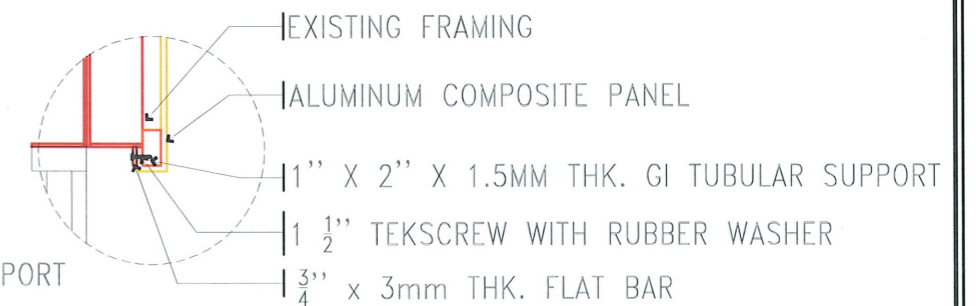 EXISTING FRAMING
ALUMINUM COMPOSITE PANEL
1'' X 2'' X 1.5MM THK. GI TUBULAR SUPPORT
1 1/2'' TEKSCREW WITH RUBBER WASHER
PORT
3/4'' x 3mm THK. FLAT BAR